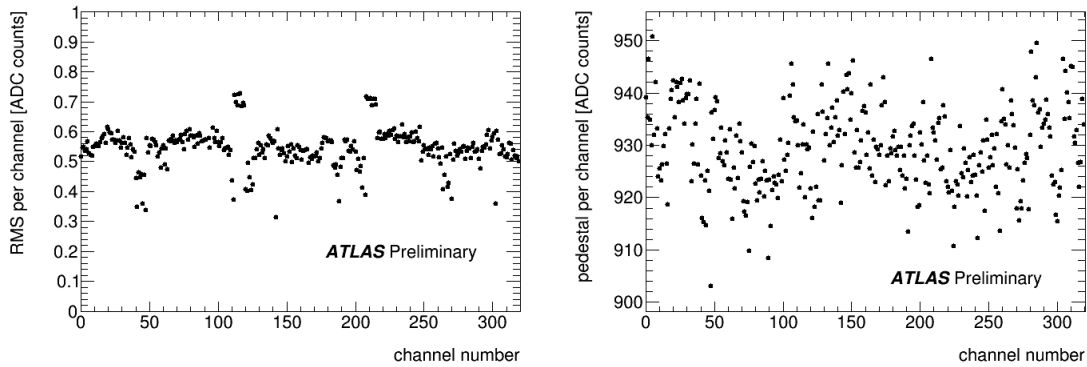 RMS per channel [ADC counts]
1
0.9
0.8
0.7
0.6
0.5
0.4
0.3
0.2
0.1
0
ATLAS Preliminary
0 50 100 150 200 250 300
channel number
pedestal per channel [ADC counts]
950
940
930
920
910
900
ATLAS Preliminary
0 50 100 150 200 250 300
channel number